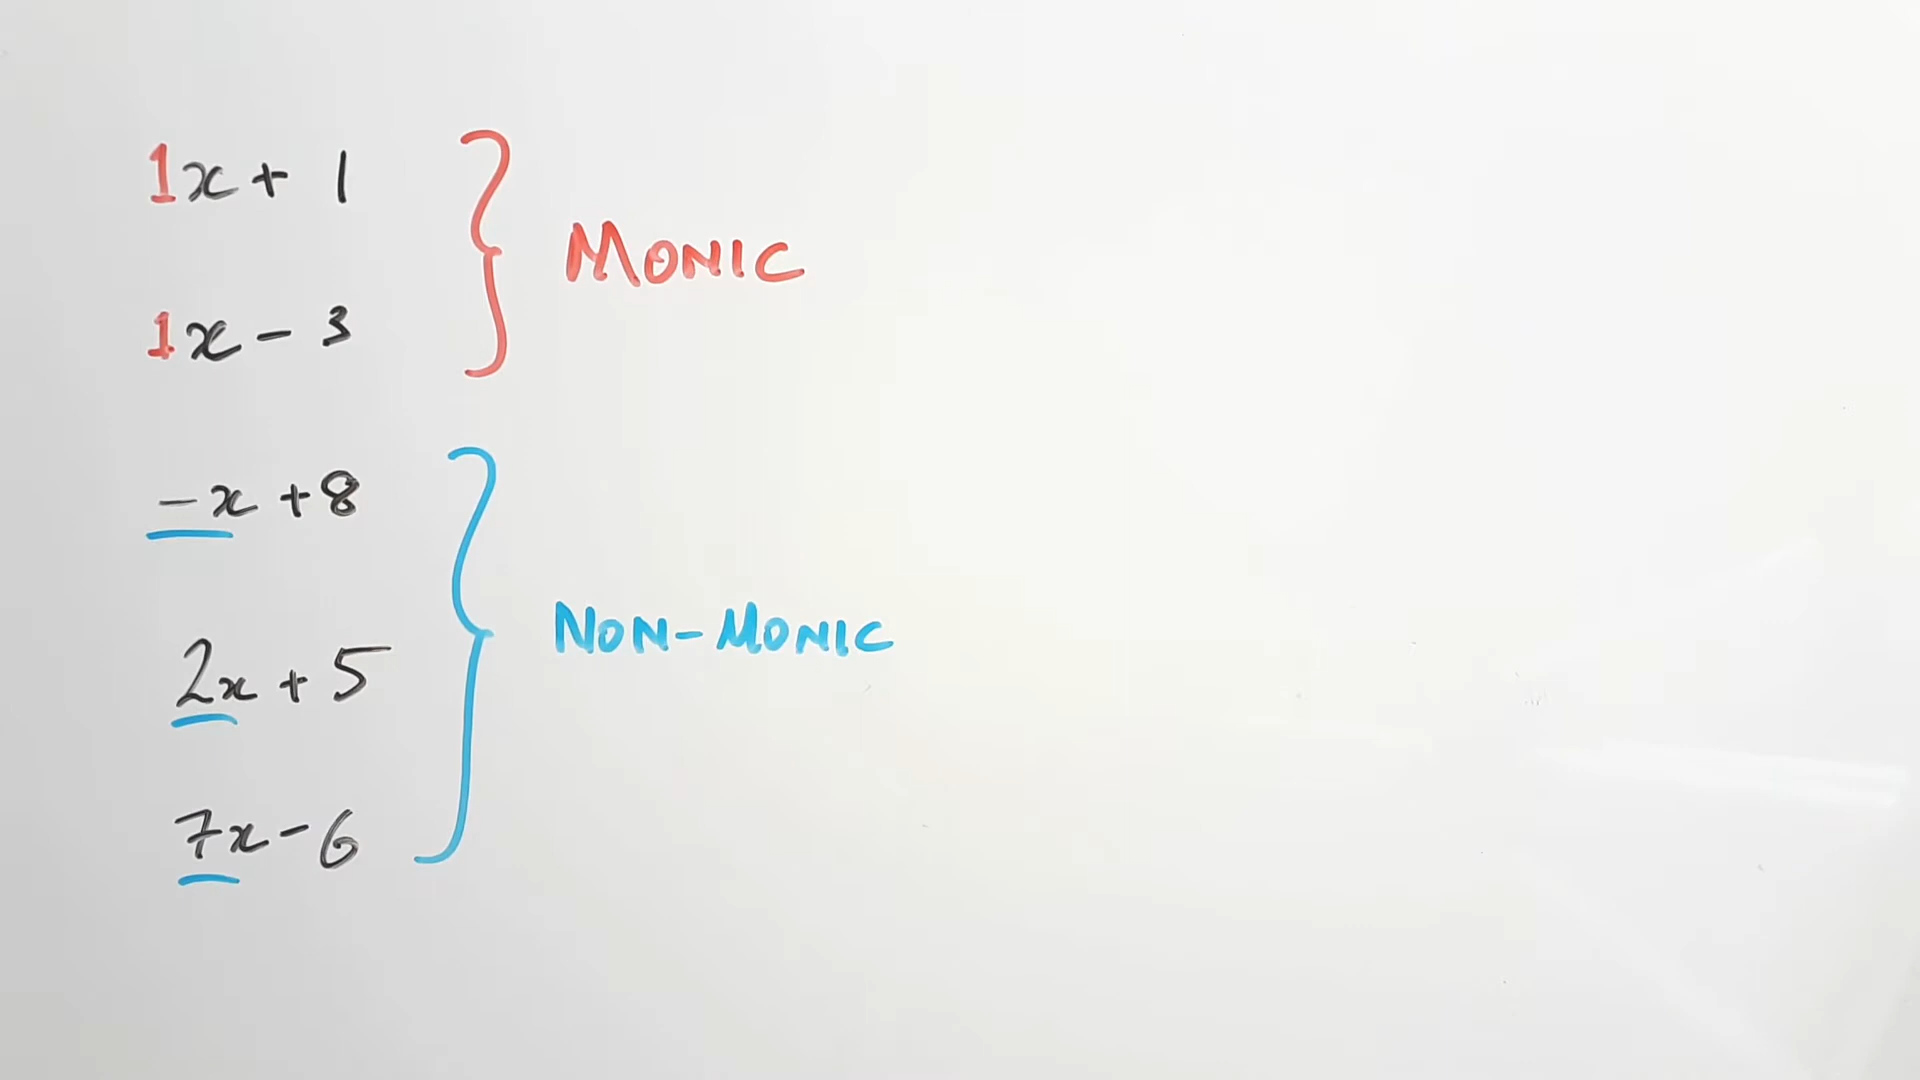 1x + 1
1x - 3
MONIC
-x + 8
2x + 5
7x - 6
NON-MONIC